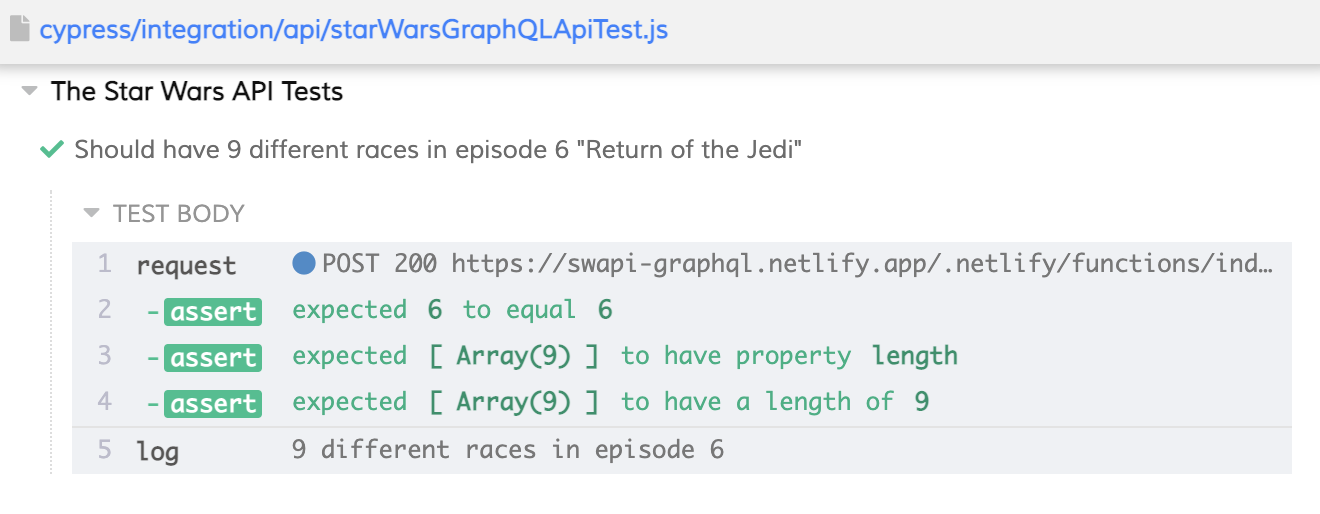 cypress/integration/api/starWarsGraphQLApiTest.js
The Star Wars API Tests
Should have 9 different races in episode 6 "Return of the Jedi"
TEST BODY
1 request POST 200 https://swapi-graphql.netlify.app/.netlify/functions/ind…
2 -assert expected 6 to equal 6
3 -assert expected [ Array(9) ] to have property length
4 -assert expected [ Array(9) ] to have a length of 9
5 log 9 different races in episode 6